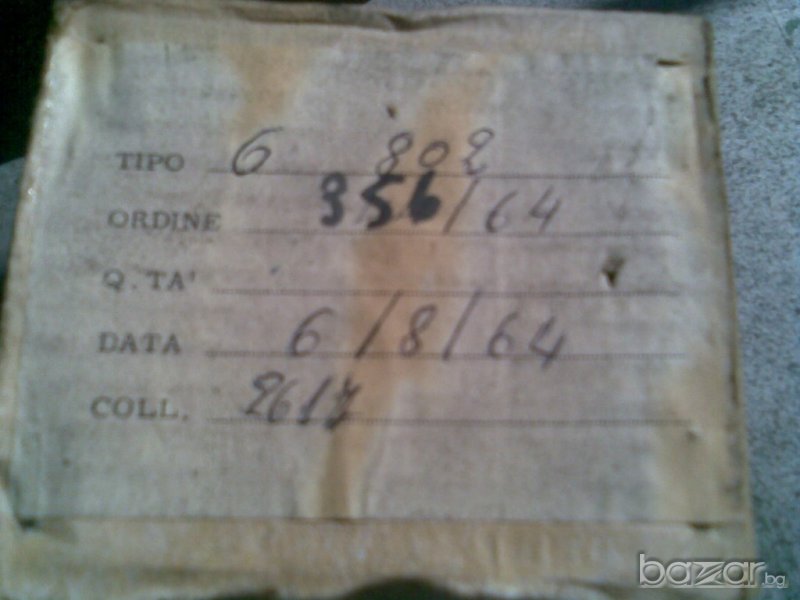 TIPO 6 802
ORDINE 356/64
Q. TA'
DATA 6/8/64
COLL. 2617
bazar.bg